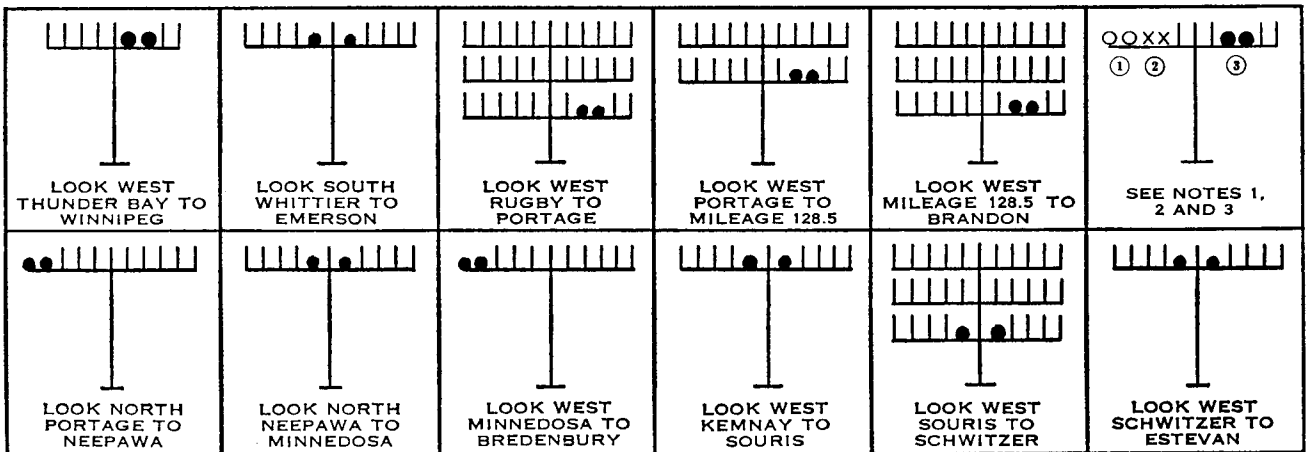 LOOK WEST
THUNDER BAY TO
WINNIPEG
LOOK SOUTH
WHITTIER TO
EMERSON
LOOK WEST
RUGBY TO
PORTAGE
LOOK WEST
PORTAGE TO
MILEAGE 128.5
LOOK WEST
MILEAGE 128.5 TO
BRANDON
① ② ③
SEE NOTES 1,
2 AND 3
LOOK NORTH
PORTAGE TO
NEEPAWA
LOOK NORTH
NEEPAWA TO
MINNEDOSA
LOOK WEST
MINNEDOSA TO
BREDENBURY
LOOK WEST
KEMNAY TO
SOURIS
LOOK WEST
SOURIS TO
SCHWITZER
LOOK WEST
SCHWITZER TO
ESTEVAN